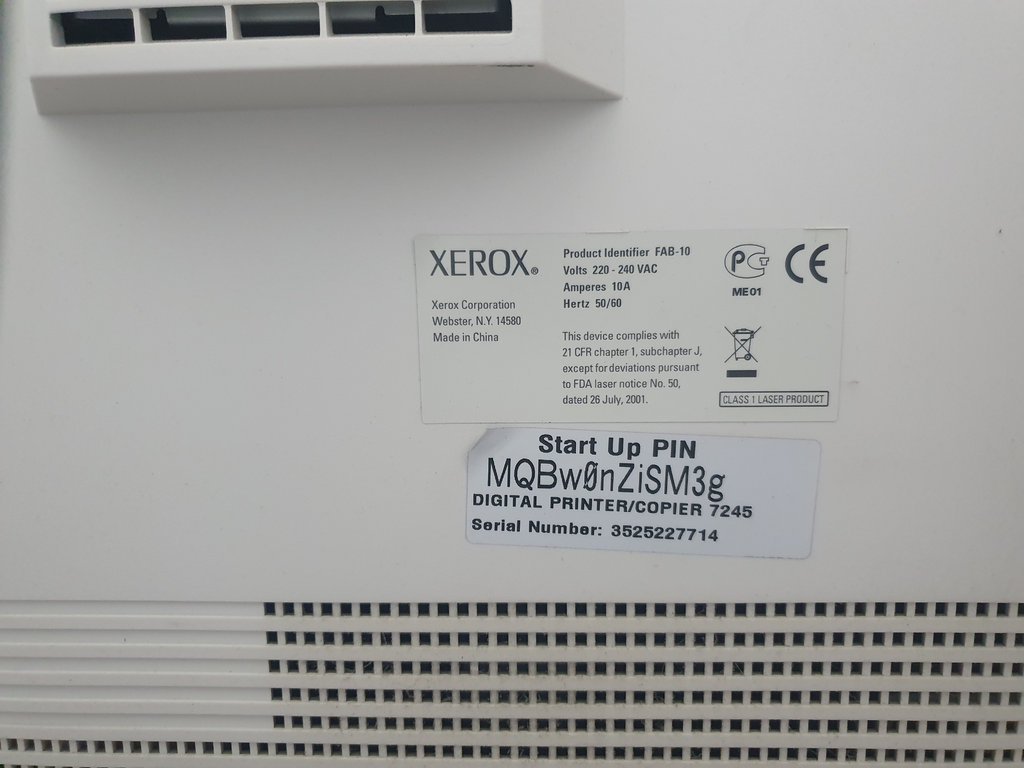 XEROX®
Xerox Corporation
Webster, N.Y. 14580
Made in China
Product Identifier FAB-10
Volts 220 - 240 VAC
Amperes 10A
Hertz 50/60
This device complies with
21 CFR chapter 1, subchapter J,
except for deviations pursuant
to FDA laser notice No. 50,
dated 26 July, 2001.
PCT
ME01
CE
CLASS 1 LASER PRODUCT
Start Up PIN
MQBw0nZiSM3g
DIGITAL PRINTER/COPIER 7245
Serial Number: 3525227714